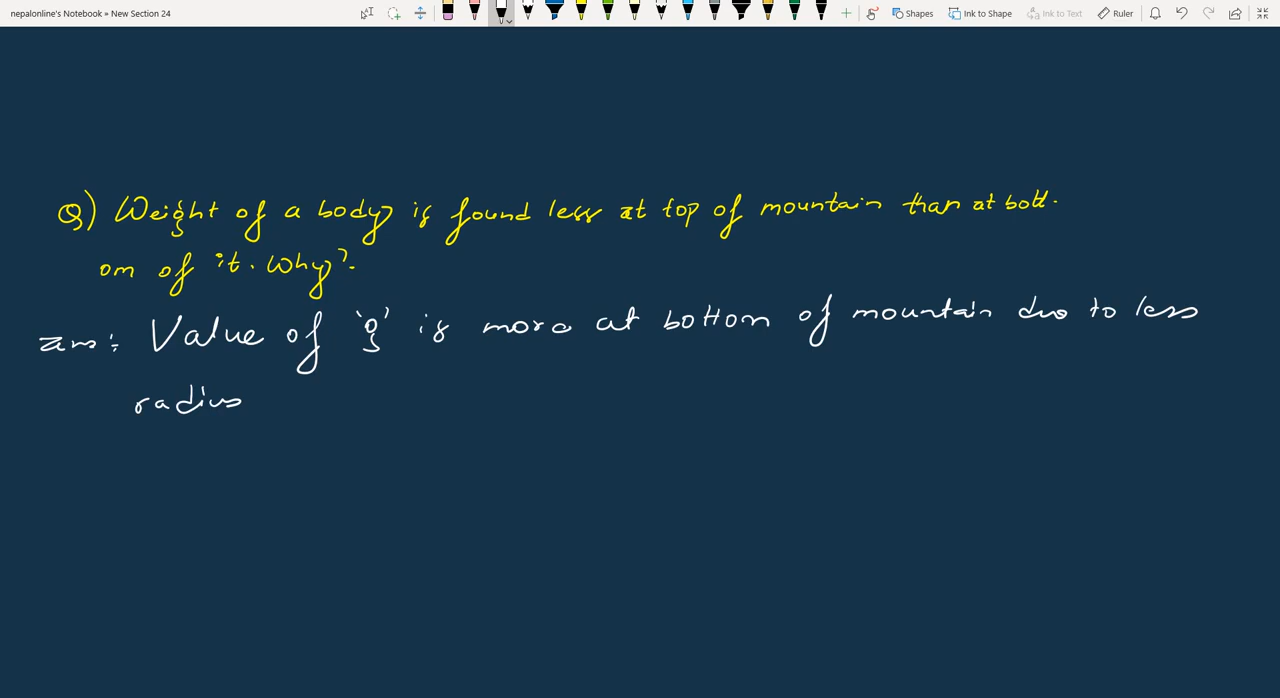 nepalonline's Notebook » New Section 24
Shapes Ink to Shape Ink to Text Ruler
Q) Weight of a body is found less at top of mountain than at bott.
om of it. Why?
ans:- Value of 'g' is more at bottom of mountain due to less
radius